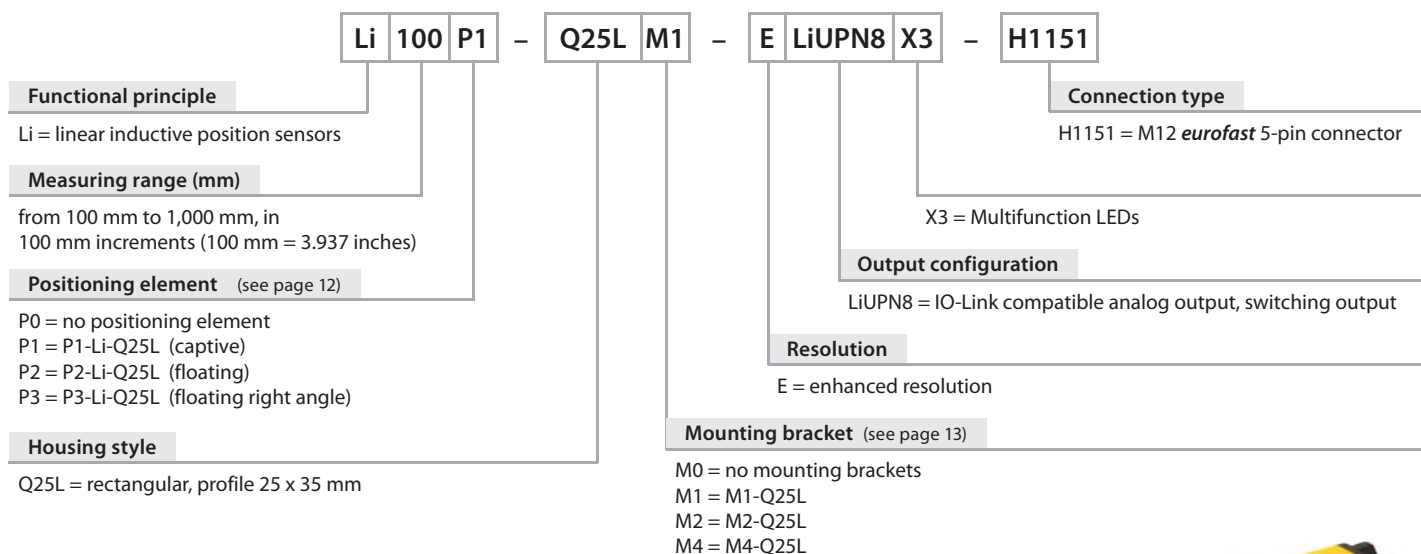 Li 100 P1 – Q25L M1 – E LiUPN8 X3 – H1151
Functional principle
Li = linear inductive position sensors
Measuring range (mm)
from 100 mm to 1,000 mm, in
100 mm increments (100 mm = 3.937 inches)
Positioning element (see page 12)
P0 = no positioning element
P1 = P1-Li-Q25L (captive)
P2 = P2-Li-Q25L (floating)
P3 = P3-Li-Q25L (floating right angle)
Housing style
Q25L = rectangular, profile 25 x 35 mm
Connection type
H1151 = M12 eurofast 5-pin connector
X3 = Multifunction LEDs
Output configuration
LiUPN8 = IO-Link compatible analog output, switching output
Resolution
E = enhanced resolution
Mounting bracket (see page 13)
M0 = no mounting brackets
M1 = M1-Q25L
M2 = M2-Q25L
M4 = M4-Q25L